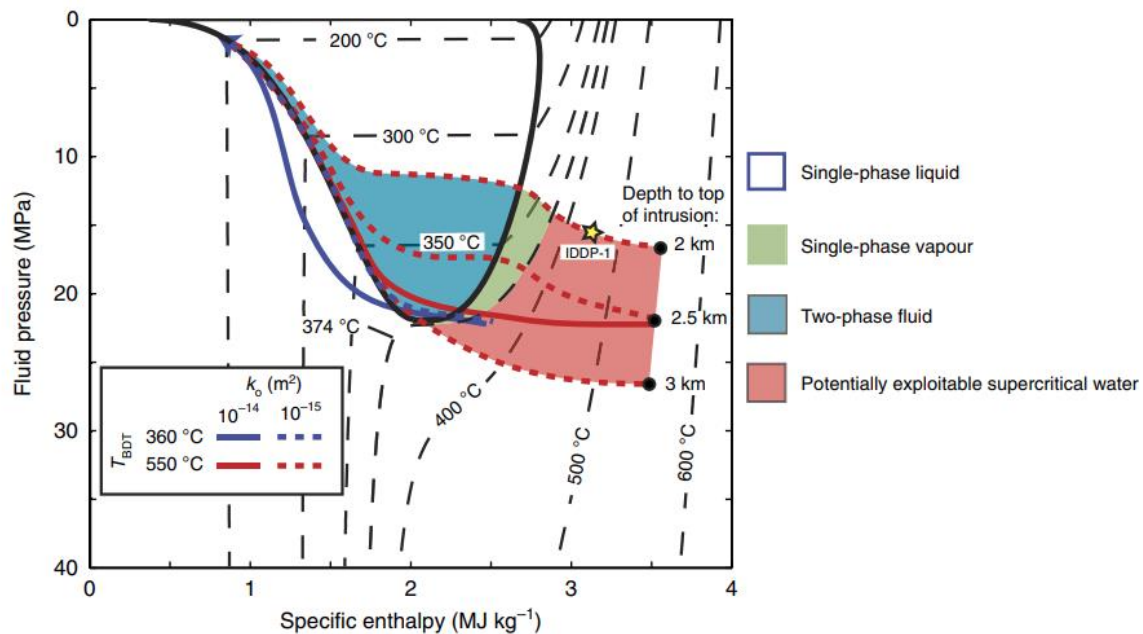 0
10
20
30
40
Fluid pressure (MPa)
0
1
2
3
4
Specific enthalpy (MJ kg⁻¹)
200 °C
300 °C
350 °C
374 °C
400 °C
500 °C
600 °C
Depth to top
of intrusion:
IDDP-1
2 km
2.5 km
3 km
kₒ (m²)
10⁻¹⁴ 10⁻¹⁵
T_BDT
360 °C
550 °C
Single-phase liquid
Single-phase vapour
Two-phase fluid
Potentially exploitable supercritical water